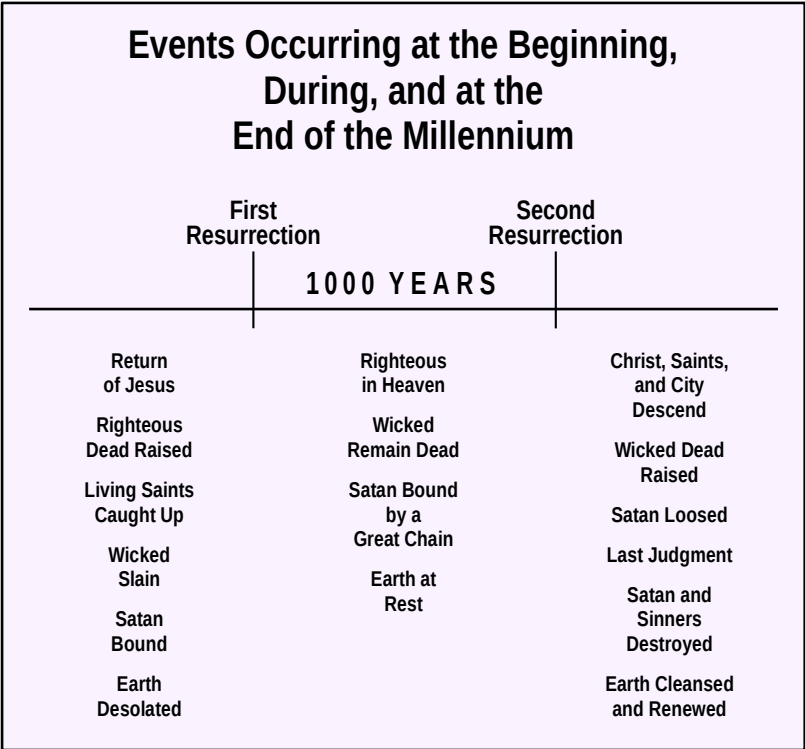 Events Occurring at the Beginning,
During, and at the
End of the Millennium
First
Resurrection
Second
Resurrection
1000 YEARS
Return
of Jesus
Righteous
Dead Raised
Living Saints
Caught Up
Wicked
Slain
Satan
Bound
Earth
Desolated
Righteous
in Heaven
Wicked
Remain Dead
Satan Bound
by a
Great Chain
Earth at
Rest
Christ, Saints,
and City
Descend
Wicked Dead
Raised
Satan Loosed
Last Judgment
Satan and
Sinners
Destroyed
Earth Cleansed
and Renewed